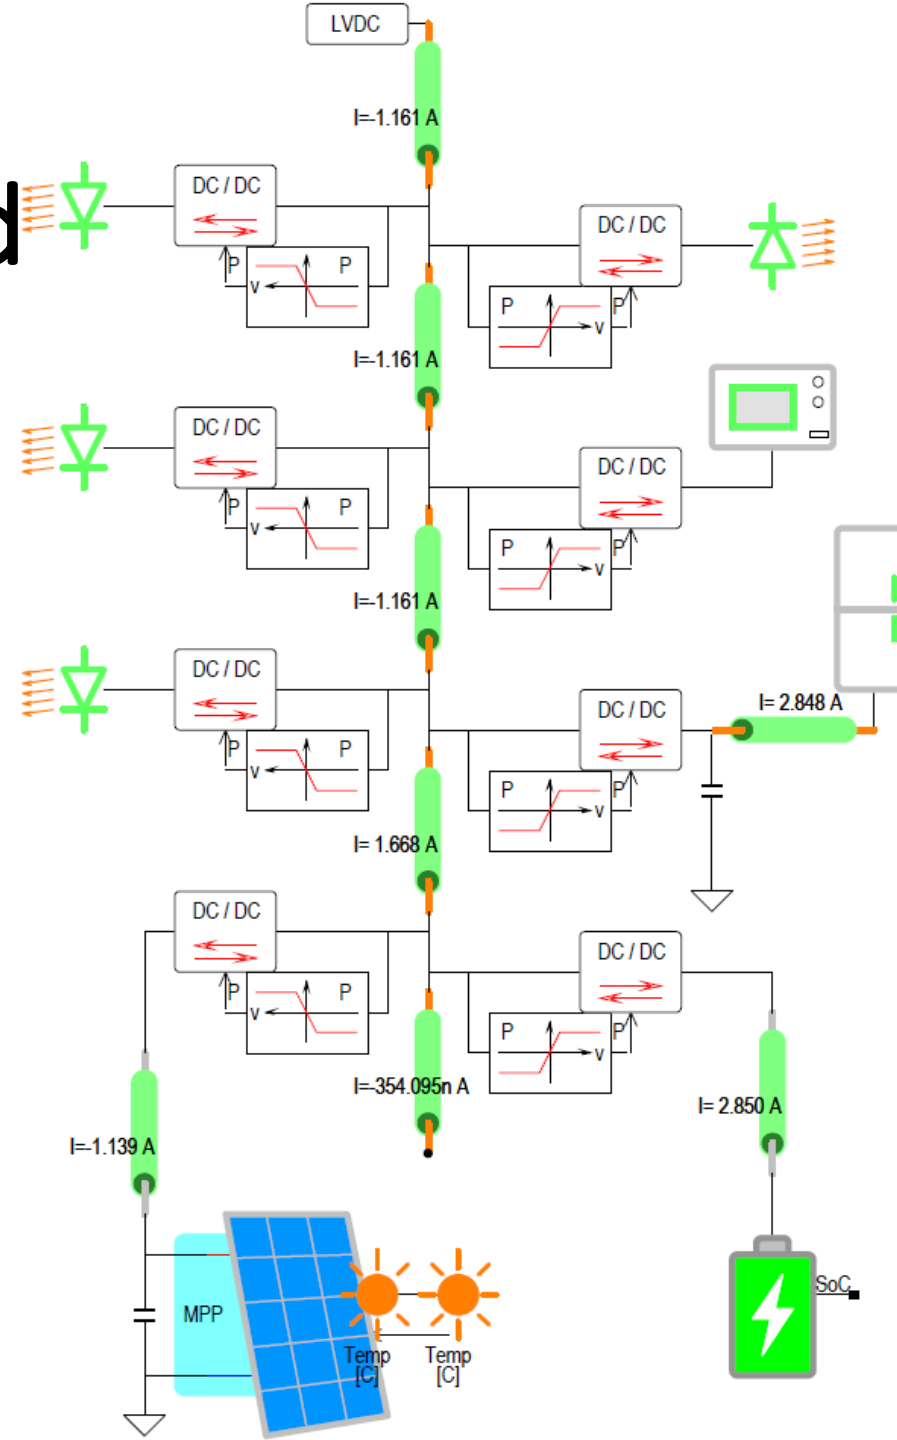 LVDC
I=-1.161 A
d
DC / DC
DC / DC
P
P
v
P
P
v
I=-1.161 A
DC / DC
DC / DC
P
P
v
P
P
v
I=-1.161 A
DC / DC
DC / DC
I= 2.848 A
P
P
v
P
P
v
I= 1.668 A
DC / DC
DC / DC
P
P
v
P
P
v
I=-354.095n A
I= 2.850 A
I=-1.139 A
SoC
MPP
Temp
[C]
Temp
[C]